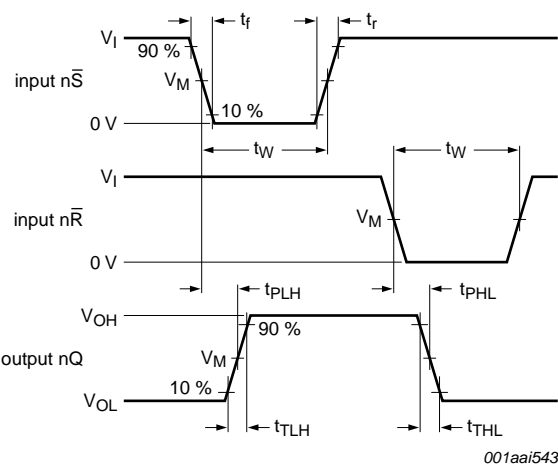 t_f t_r
V_I
90 %
input nS̅
V_M
10 %
0 V
t_W t_W
V_I
input nR̅
V_M
0 V
t_PLH t_PHL
V_OH
90 %
output nQ
V_M
10 %
V_OL
t_TLH t_THL
001aai543